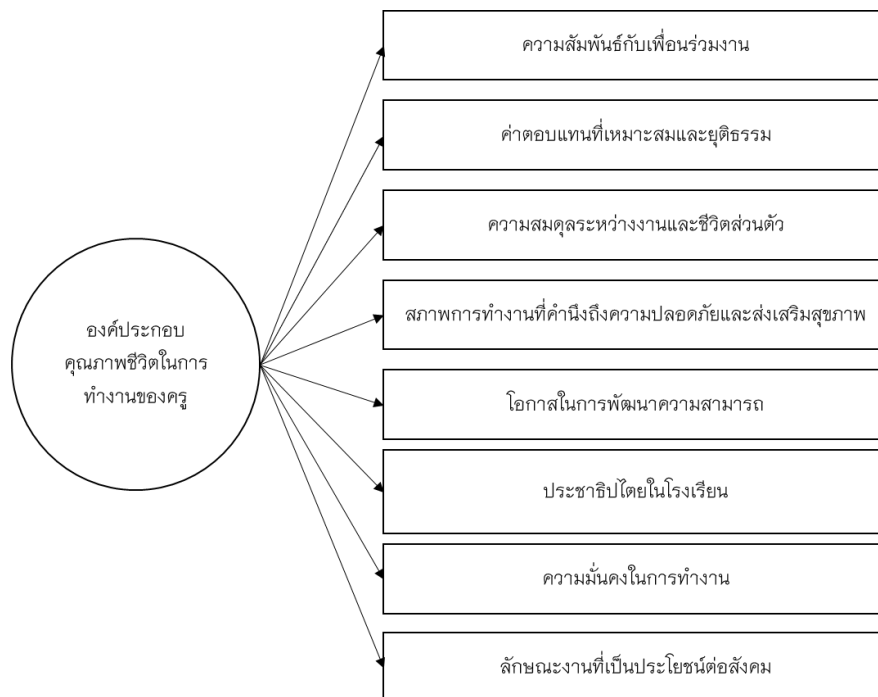 ความสัมพันธ์กับเพื่อนร่วมงาน
ค่าตอบแทนที่เหมาะสมและยุติธรรม
ความสมดุลระหว่างงานและชีวิตส่วนตัว
องค์ประกอบ
คุณภาพชีวิตในการ
ทำงานของครู
สภาพการทำงานที่คำนึงถึงความปลอดภัยและส่งเสริมสุขภาพ
โอกาสในการพัฒนาความสามารถ
ประชาธิปไตยในโรงเรียน
ความมั่นคงในการทำงาน
ลักษณะงานที่เป็นประโยชน์ต่อสังคม